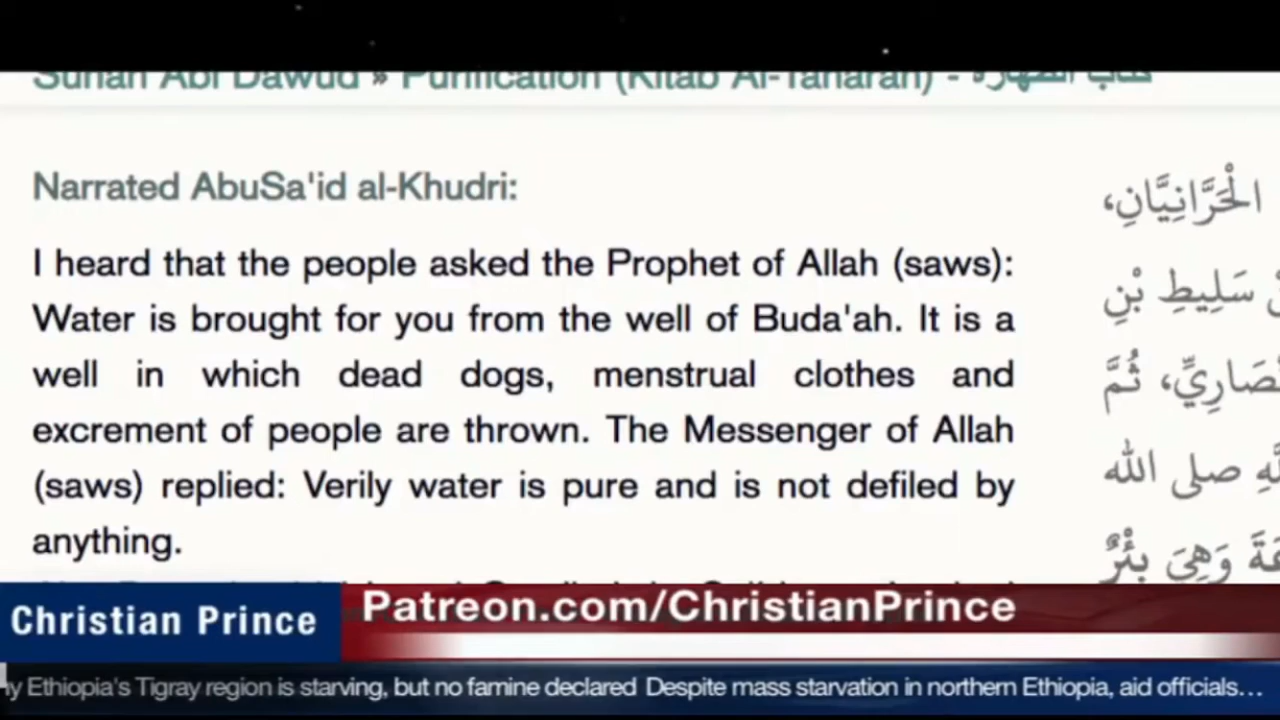 Sunan Abi Dawud » Purification (Kitab Al-Taharah) - كتاب الطهارة
Narrated AbuSa'id al-Khudri:
I heard that the people asked the Prophet of Allah (saws):
Water is brought for you from the well of Buda'ah. It is a
well in which dead dogs, menstrual clothes and
excrement of people are thrown. The Messenger of Allah
(saws) replied: Verily water is pure and is not defiled by
anything.
الْحَرَّانِيَّانِ،
سَلِيطِ بْنِ
ثُمَّ
صلى الله
وَهِيَ بِئْرٌ
Christian Prince
Patreon.com/ChristianPrince
Ethiopia's Tigray region is starving, but no famine declared Despite mass starvation in northern Ethiopia, aid officials...